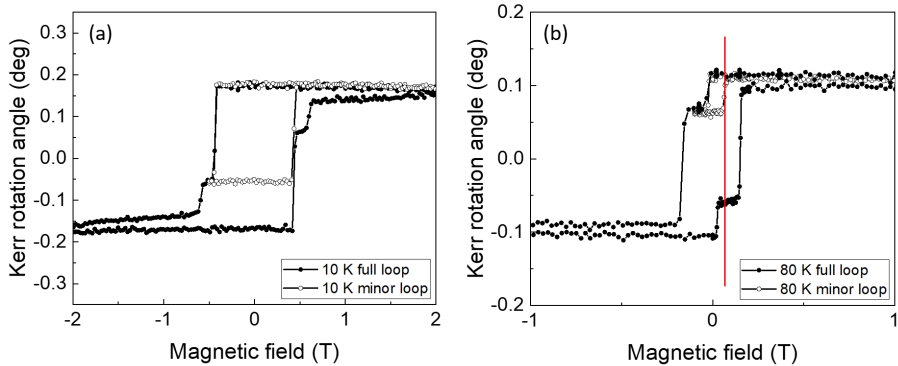 (a)
Kerr rotation angle (deg)
0.3
0.2
0.1
0.0
-0.1
-0.2
-0.3
10 K full loop
10 K minor loop
-2
-1
0
1
2
Magnetic field (T)
(b)
Kerr rotation angle (deg)
0.2
0.1
0.0
-0.1
-0.2
80 K full loop
80 K minor loop
-1
0
1
Magnetic field (T)